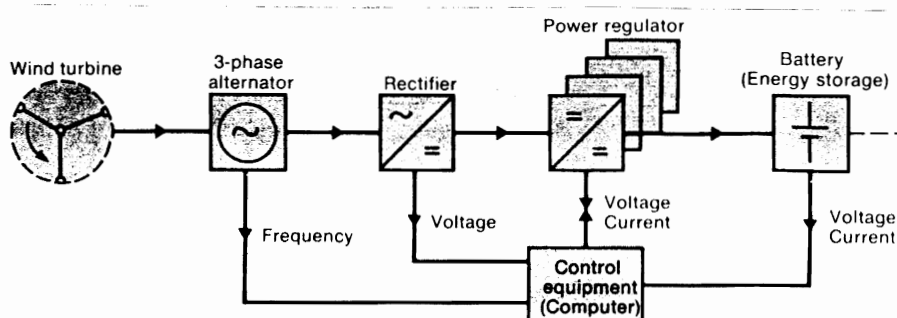 Power regulator
Wind turbine
3-phase
alternator
Rectifier
Battery
(Energy storage)
Frequency
Voltage
Voltage
Current
Voltage
Current
Control
equipment
(Computer)